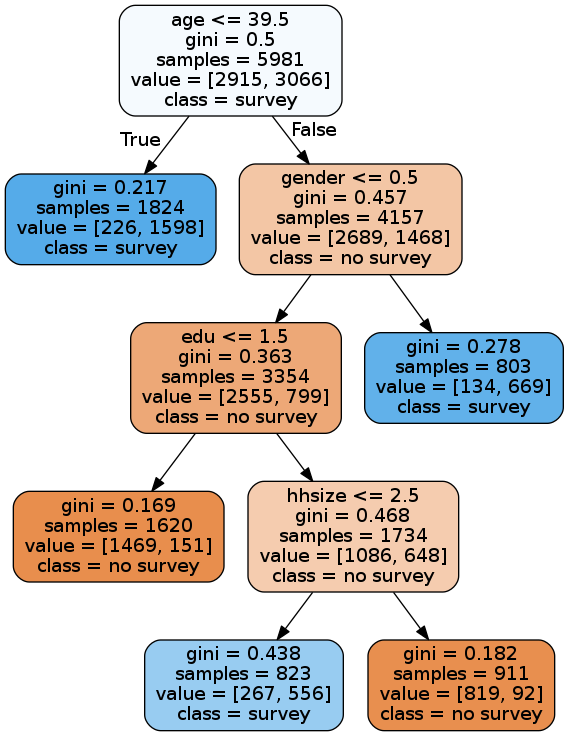 age <= 39.5
gini = 0.5
samples = 5981
value = [2915, 3066]
class = survey
True
False
gini = 0.217
samples = 1824
value = [226, 1598]
class = survey
gender <= 0.5
gini = 0.457
samples = 4157
value = [2689, 1468]
class = no survey
edu <= 1.5
gini = 0.363
samples = 3354
value = [2555, 799]
class = no survey
gini = 0.278
samples = 803
value = [134, 669]
class = survey
gini = 0.169
samples = 1620
value = [1469, 151]
class = no survey
hhsize <= 2.5
gini = 0.468
samples = 1734
value = [1086, 648]
class = no survey
gini = 0.438
samples = 823
value = [267, 556]
class = survey
gini = 0.182
samples = 911
value = [819, 92]
class = no survey